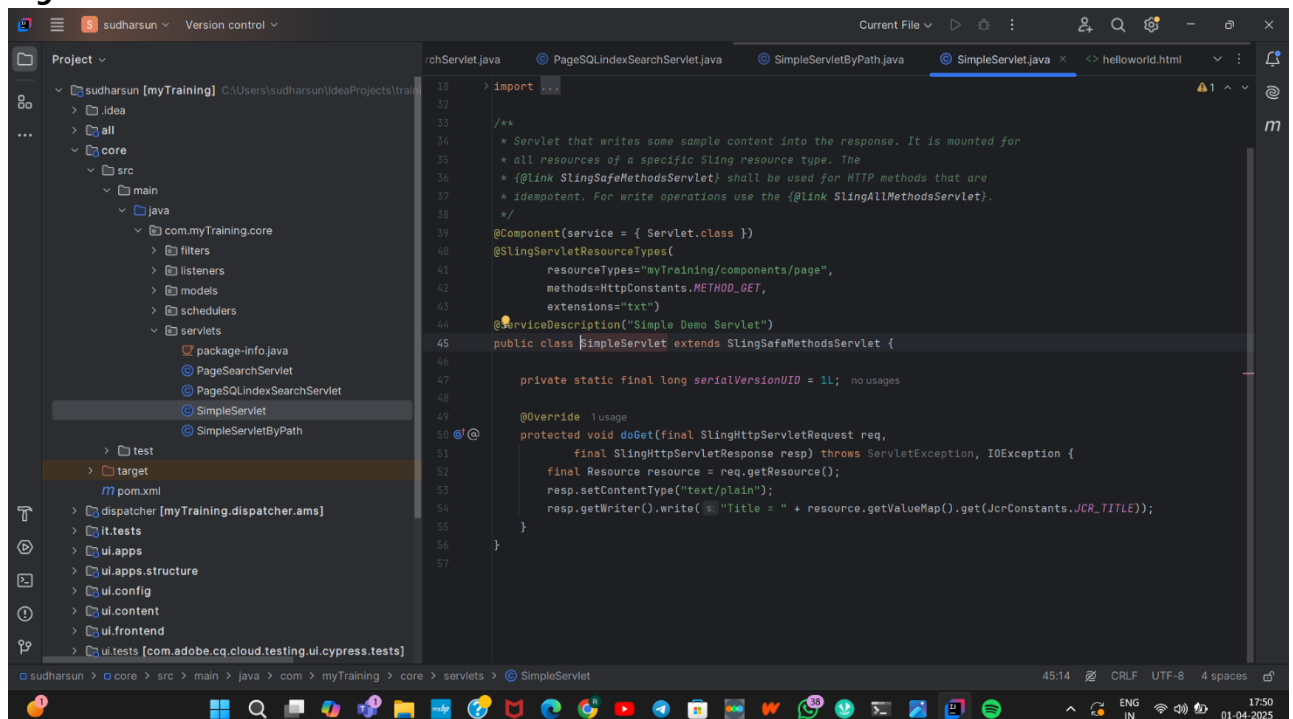 S sudharsun Version control Current File
Project
rchServlet.java PageSQLindexSearchServlet.java SimpleServletByPath.java SimpleServlet.java helloworld.html
sudharsun [myTraining] C:\Users\sudharsun\IdeaProjects\traini
.idea
all
core
src
main
java
com.myTraining.core
filters
listeners
models
schedulers
servlets
package-info.java
PageSearchServlet
PageSQLindexSearchServlet
SimpleServlet
SimpleServletByPath
test
target
pom.xml
dispatcher [myTraining.dispatcher.ams]
it.tests
ui.apps
ui.apps.structure
ui.config
ui.content
ui.frontend
ui.tests [com.adobe.cq.cloud.testing.ui.cypress.tests]
18 import ... 1
32
33 /**
34 * Servlet that writes some sample content into the response. It is mounted for
35 * all resources of a specific Sling resource type. The
36 * {@link SlingSafeMethodsServlet} shall be used for HTTP methods that are
37 * idempotent. For write operations use the {@link SlingAllMethodsServlet}.
38 */
39 @Component(service = { Servlet.class })
40 @SlingServletResourceTypes(
41 resourceTypes="myTraining/components/page",
42 methods=HttpConstants.METHOD_GET,
43 extensions="txt")
44 @ServiceDescription("Simple Demo Servlet")
45 public class SimpleServlet extends SlingSafeMethodsServlet {
46
47 private static final long serialVersionUID = 1L; no usages
48
49 @Override 1 usage
50 protected void doGet(final SlingHttpServletRequest req,
51 final SlingHttpServletResponse resp) throws ServletException, IOException {
52 final Resource resource = req.getResource();
53 resp.setContentType("text/plain");
54 resp.getWriter().write( s: "Title = " + resource.getValueMap().get(JcrConstants.JCR_TITLE));
55 }
56 }
57
sudharsun > core > src > main > java > com > myTraining > core > servlets > SimpleServlet 45:14 CRLF UTF-8 4 spaces
ENG
IN
17:50
01-04-2025